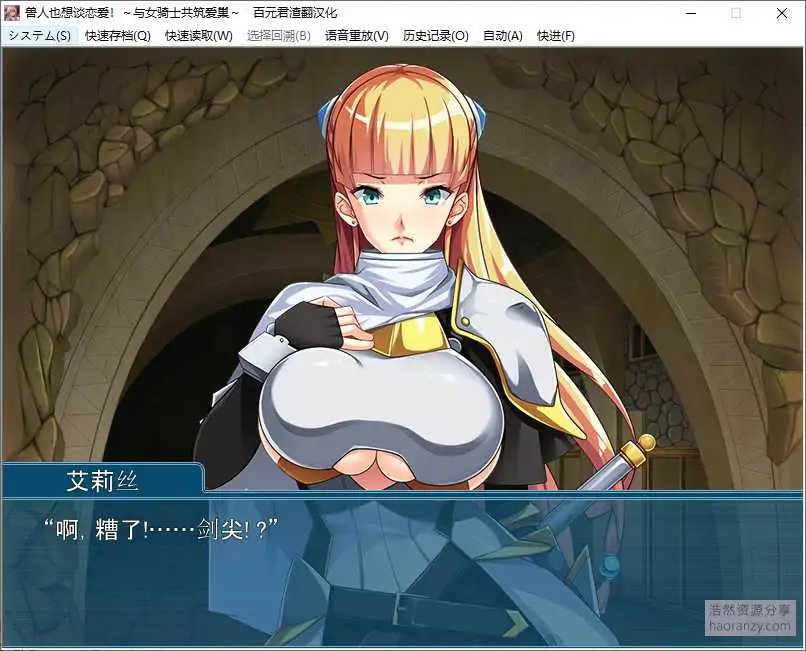 兽人也想谈恋爱！～与女骑士共筑爱巢～ 百元君渣翻汉化
システム(S) 快速存档(Q) 快速读取(W) 选择回溯(B) 语音重放(V) 历史记录(O) 自动(A) 快进(F)
艾莉丝
“啊,糟了!……剑尖!?”
浩然资源分享
haoranzy.com